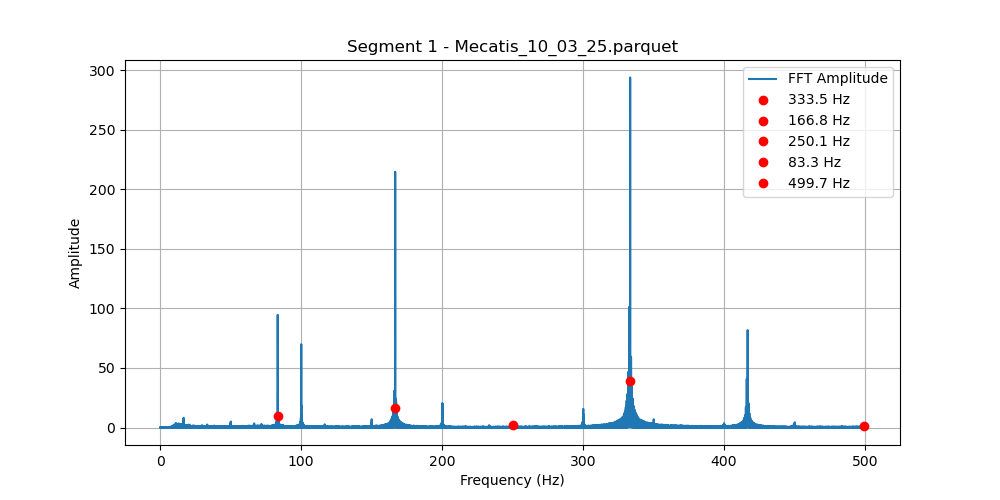 Segment 1 - Mecatis_10_03_25.parquet
FFT Amplitude
333.5 Hz
166.8 Hz
250.1 Hz
83.3 Hz
499.7 Hz
300
250
200
150
100
50
0
Amplitude
0 100 200 300 400 500
Frequency (Hz)